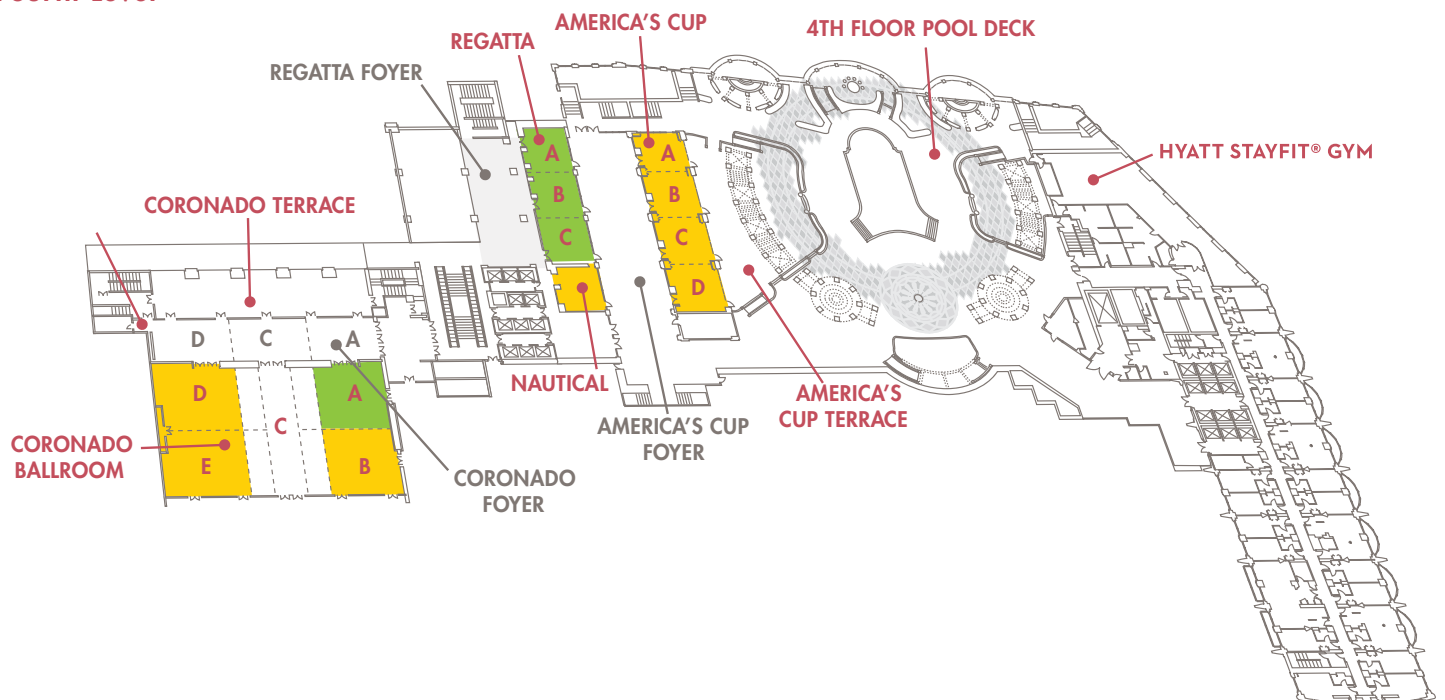 AMERICA'S CUP
4TH FLOOR POOL DECK
REGATTA
REGATTA FOYER
HYATT STAYFIT® GYM
CORONADO TERRACE
A
B
C
A
B
C
D
D
C
A
NAUTICAL
AMERICA'S
CUP TERRACE
AMERICA'S CUP
FOYER
D
A
C
E
B
CORONADO
BALLROOM
CORONADO
FOYER